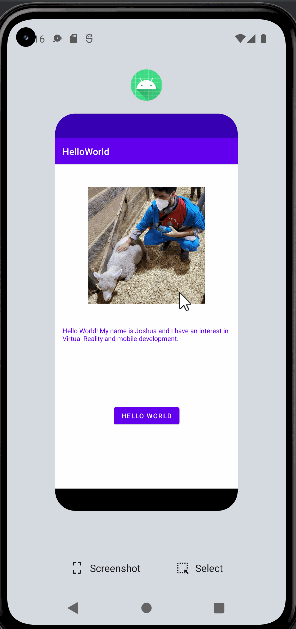 16
HelloWorld
Hello World! My name is Joshua and I have an interest in
Virtual Reality and mobile development.
HELLO WORLD
Screenshot
Select